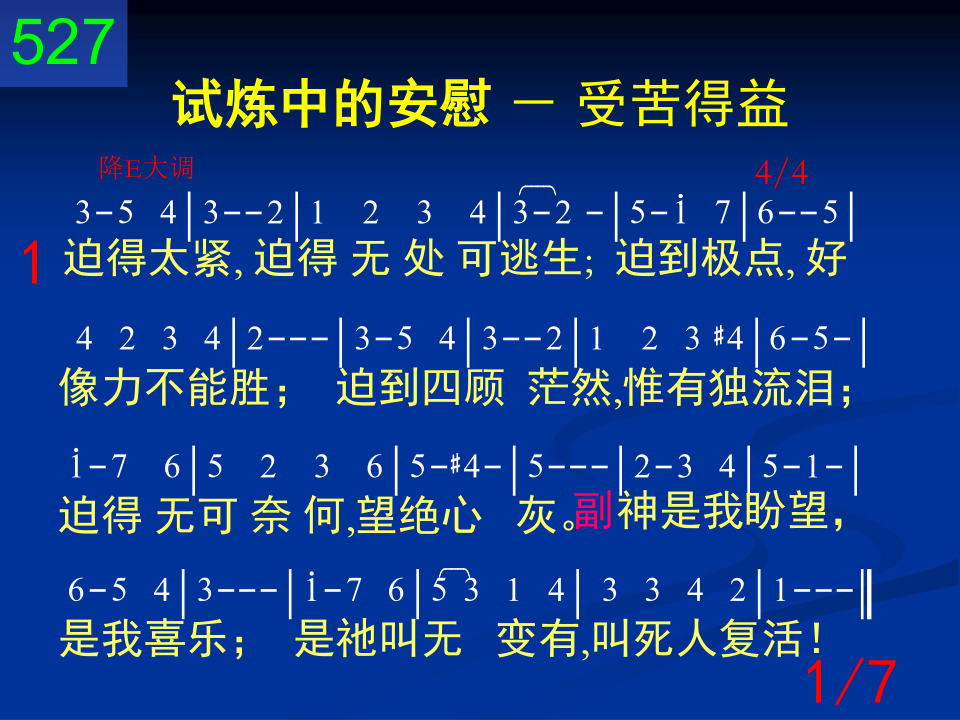 527
试炼中的安慰 － 受苦得益
降E大调 4/4
3-5 4|3--2|1 2 3 4|3-2 -|5-i 7|6--5|
1 迫得太紧, 迫得 无 处 可逃生; 迫到极点, 好
4 2 3 4|2---|3-5 4|3--2|1 2 3 #4|6-5-|
像力不能胜； 迫到四顾 茫然,惟有独流泪；
i-7 6|5 2 3 6|5-#4-|5---|2-3 4|5-1-|
迫得 无可 奈 何,望绝心 灰。副神是我盼望，
6-5 4|3---|i-7 6|5 3 1 4|3 3 4 2|1---‖
是我喜乐； 是祂叫无 变有,叫死人复活！
1/7